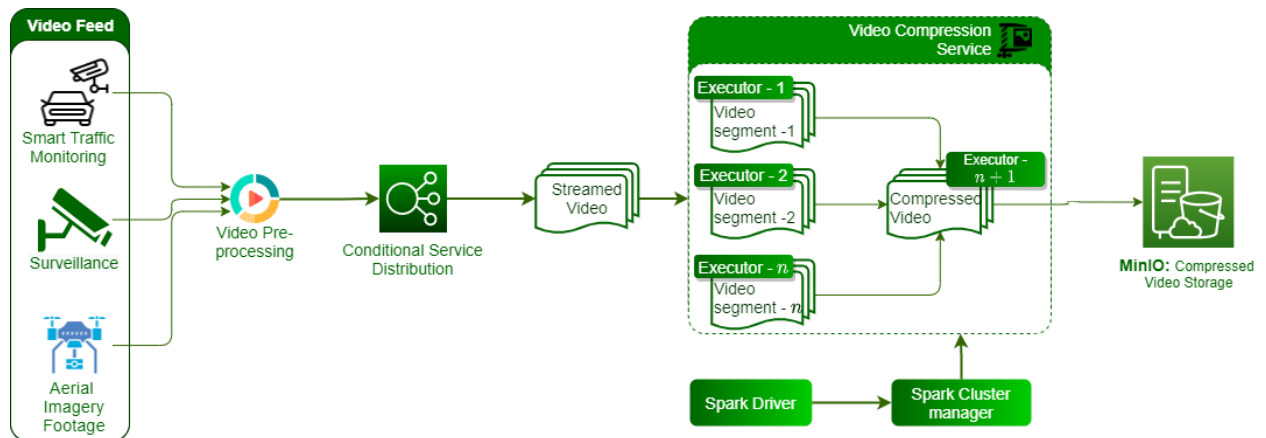 Video Feed
Smart Traffic
Monitoring
Surveillance
Aerial
Imagery
Footage
Video Pre-
processing
Conditional Service
Distribution
Streamed
Video
Video Compression
Service
Executor - 1
Video
segment -1
Executor - 2
Video
segment -2
Executor - n
Video
segment - n
Executor -
n + 1
Compressed
Video
MinIO: Compressed
Video Storage
Spark Driver
Spark Cluster
manager